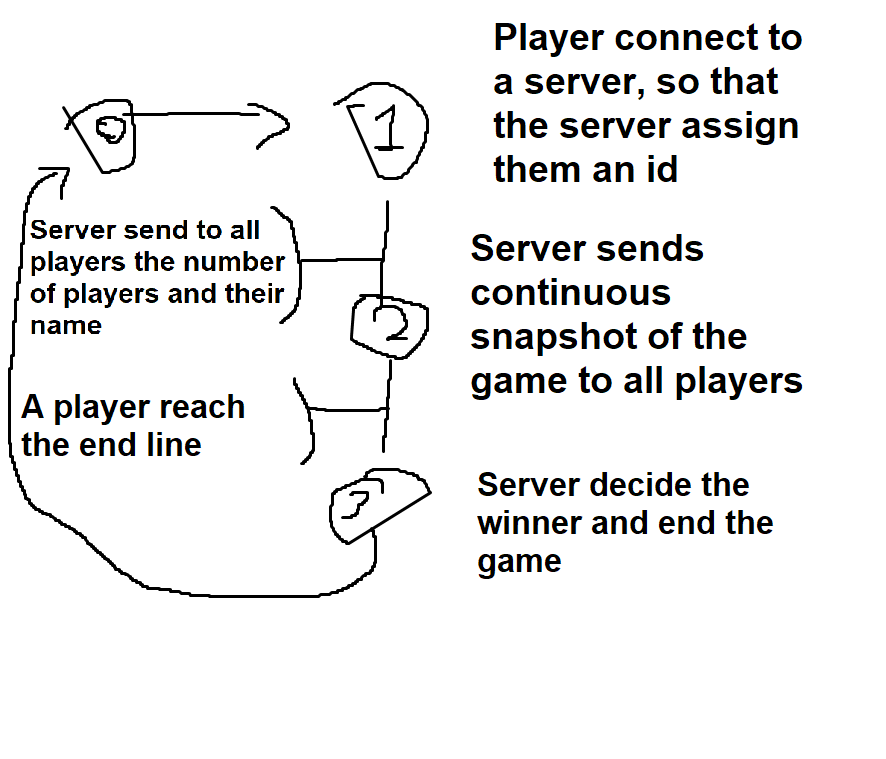 0
1
Player connect to
a server, so that
the server assign
them an id
Server send to all
players the number
of players and their
name
2
Server sends
continuous
snapshot of the
game to all players
A player reach
the end line
3
Server decide the
winner and end the
game